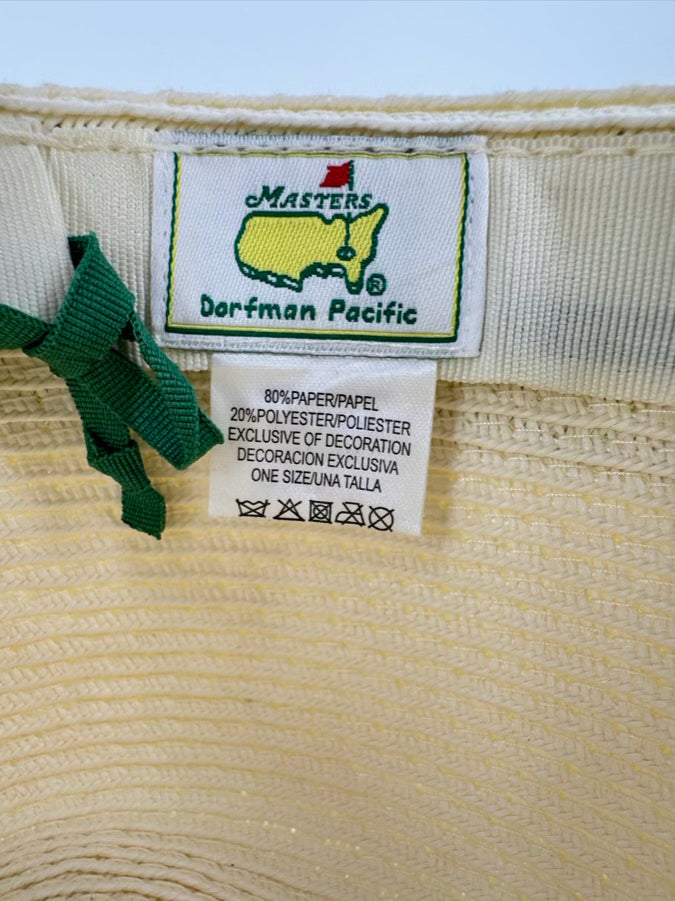 MASTERS
®
Dorfman Pacific
80%PAPER/PAPEL
20%POLYESTER/POLIESTER
EXCLUSIVE OF DECORATION
DECORACION EXCLUSIVA
ONE SIZE/UNA TALLA